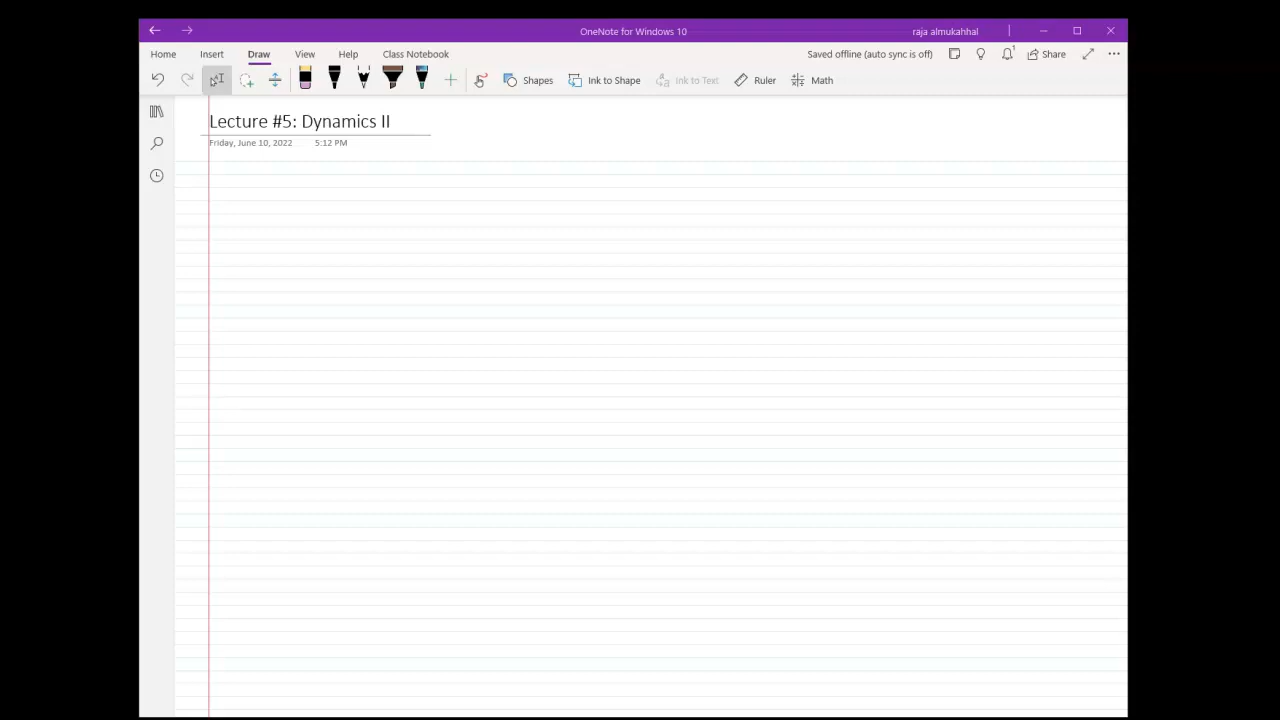 OneNote for Windows 10
raja almukahhal
Home Insert Draw View Help Class Notebook
Saved offline (auto sync is off) 1 Share
Shapes Ink to Shape Ink to Text Ruler Math
Lecture #5: Dynamics II
Friday, June 10, 2022 5:12 PM